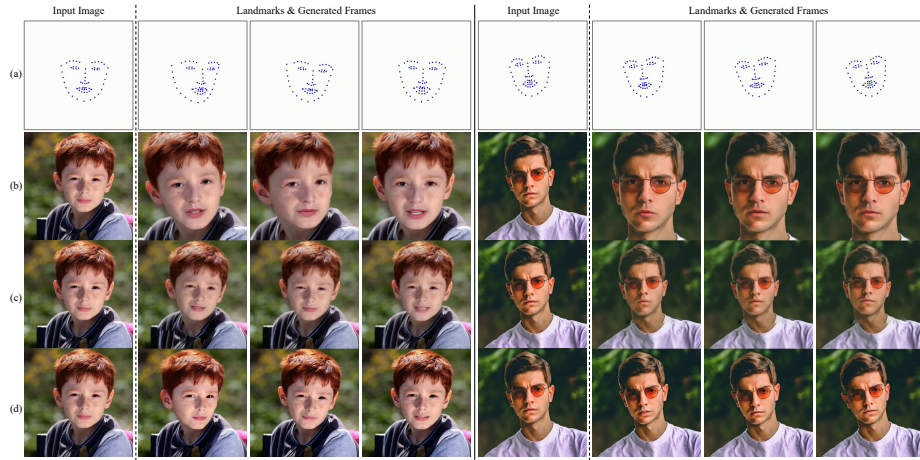 Input Image Landmarks & Generated Frames Input Image Landmarks & Generated Frames
(a)
(b)
(c)
(d)